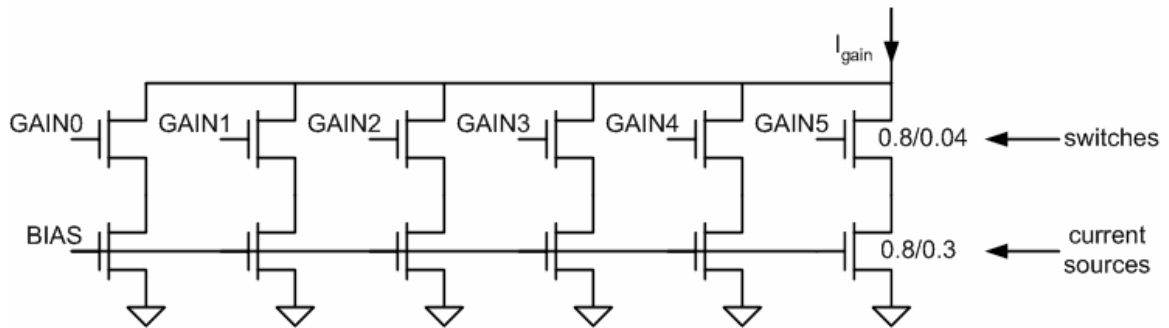 I_gain
GAIN0 GAIN1 GAIN2 GAIN3 GAIN4 GAIN5 0.8/0.04 switches
BIAS 0.8/0.3 current sources